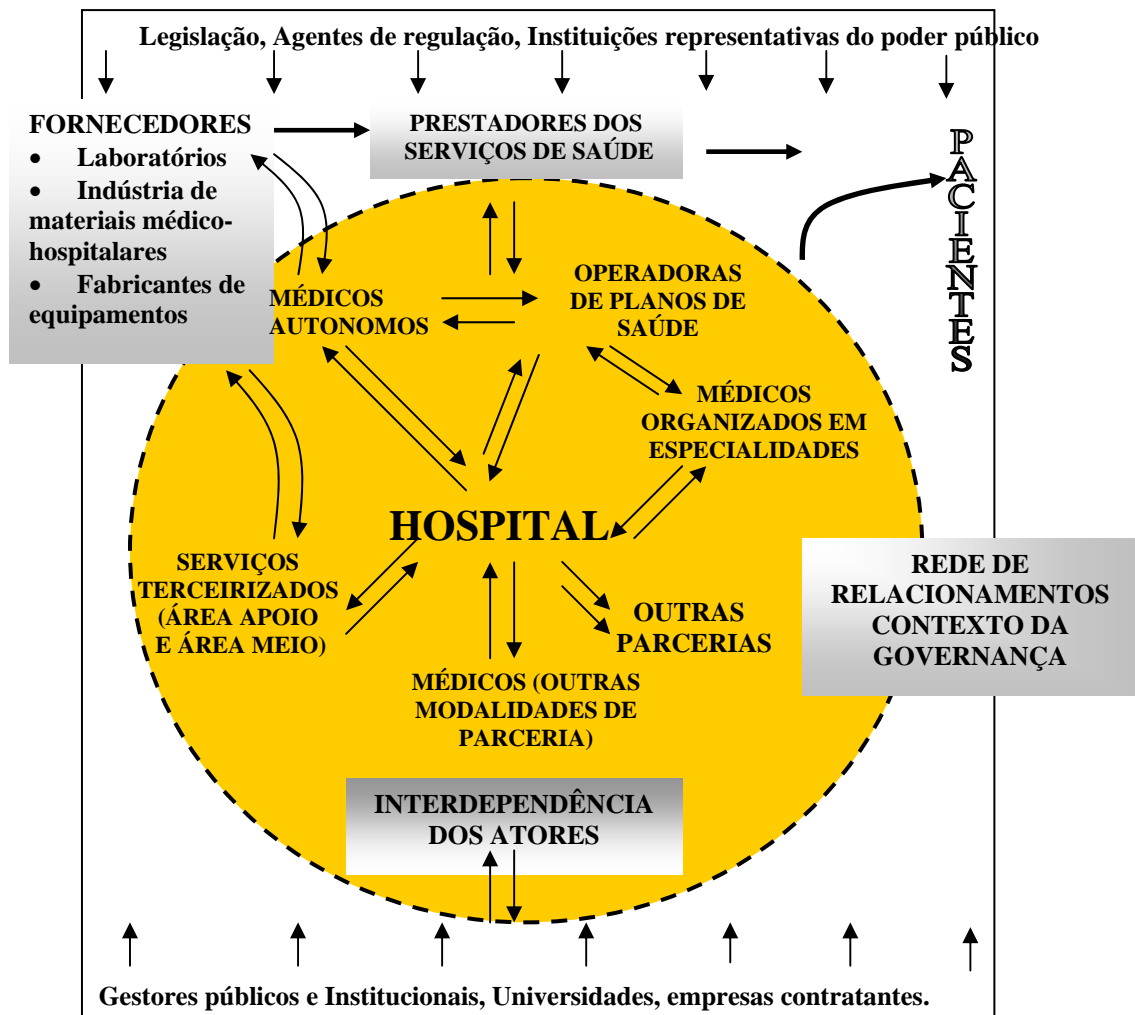 Legislação, Agentes de regulação, Instituições representativas do poder público
FORNECEDORES
• Laboratórios
• Indústria de
materiais médico-
hospitalares
• Fabricantes de
equipamentos
PRESTADORES DOS
SERVIÇOS DE SAÚDE
PACIENTES
MÉDICOS
AUTONOMOS
OPERADORAS
DE PLANOS DE
SAÚDE
MÉDICOS
ORGANIZADOS EM
ESPECIALIDADES
HOSPITAL
SERVIÇOS
TERCEIRIZADOS
(ÁREA APOIO
E ÁREA MEIO)
OUTRAS
PARCERIAS
MÉDICOS (OUTRAS
MODALIDADES DE
PARCERIA)
REDE DE
RELACIONAMENTOS
CONTEXTO DA
GOVERNANÇA
INTERDEPENDÊNCIA
DOS ATORES
Gestores públicos e Institucionais, Universidades, empresas contratantes.